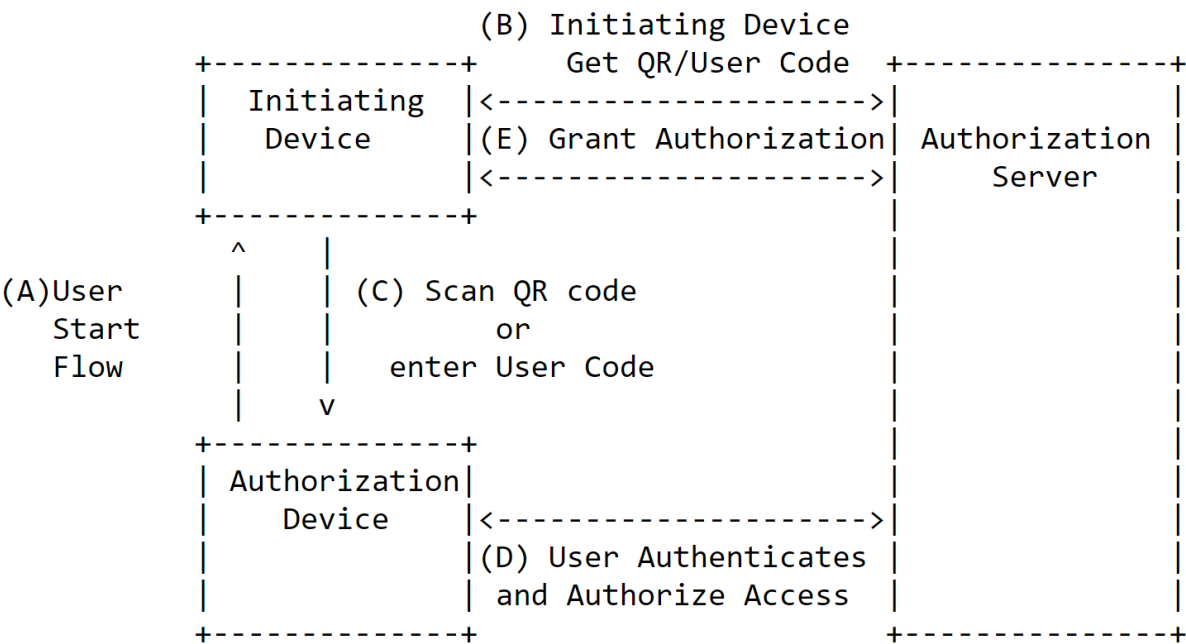 (B) Initiating Device
+--------------+ Get QR/User Code +---------------+
| Initiating |<--------------------->| |
| Device |(E) Grant Authorization| Authorization |
| |<--------------------->| Server |
+--------------+ | |
^ | | |
(A)User | | (C) Scan QR code | |
Start | | or | |
Flow | | enter User Code | |
| v | |
+--------------+ | |
| Authorization| | |
| Device |<--------------------->| |
| |(D) User Authenticates | |
| | and Authorize Access | |
+--------------+ +---------------+